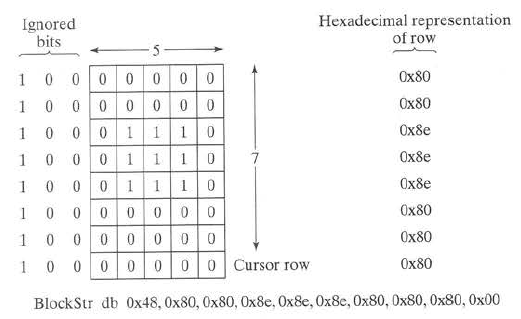 Ignored bits
Hexadecimal representation of row
5
1 0 0 0 0 0 0 0 0x80
1 0 0 0 0 0 0 0 0x80
1 0 0 0 1 1 1 0 0x8e
1 0 0 0 1 1 1 0 7 0x8e
1 0 0 0 1 1 1 0 0x8e
1 0 0 0 0 0 0 0 0x80
1 0 0 0 0 0 0 0 0x80
1 0 0 0 0 0 0 0 Cursor row 0x80
BlockStr db 0x48, 0x80, 0x80, 0x8e, 0x8e, 0x8e, 0x80, 0x80, 0x80, 0x00